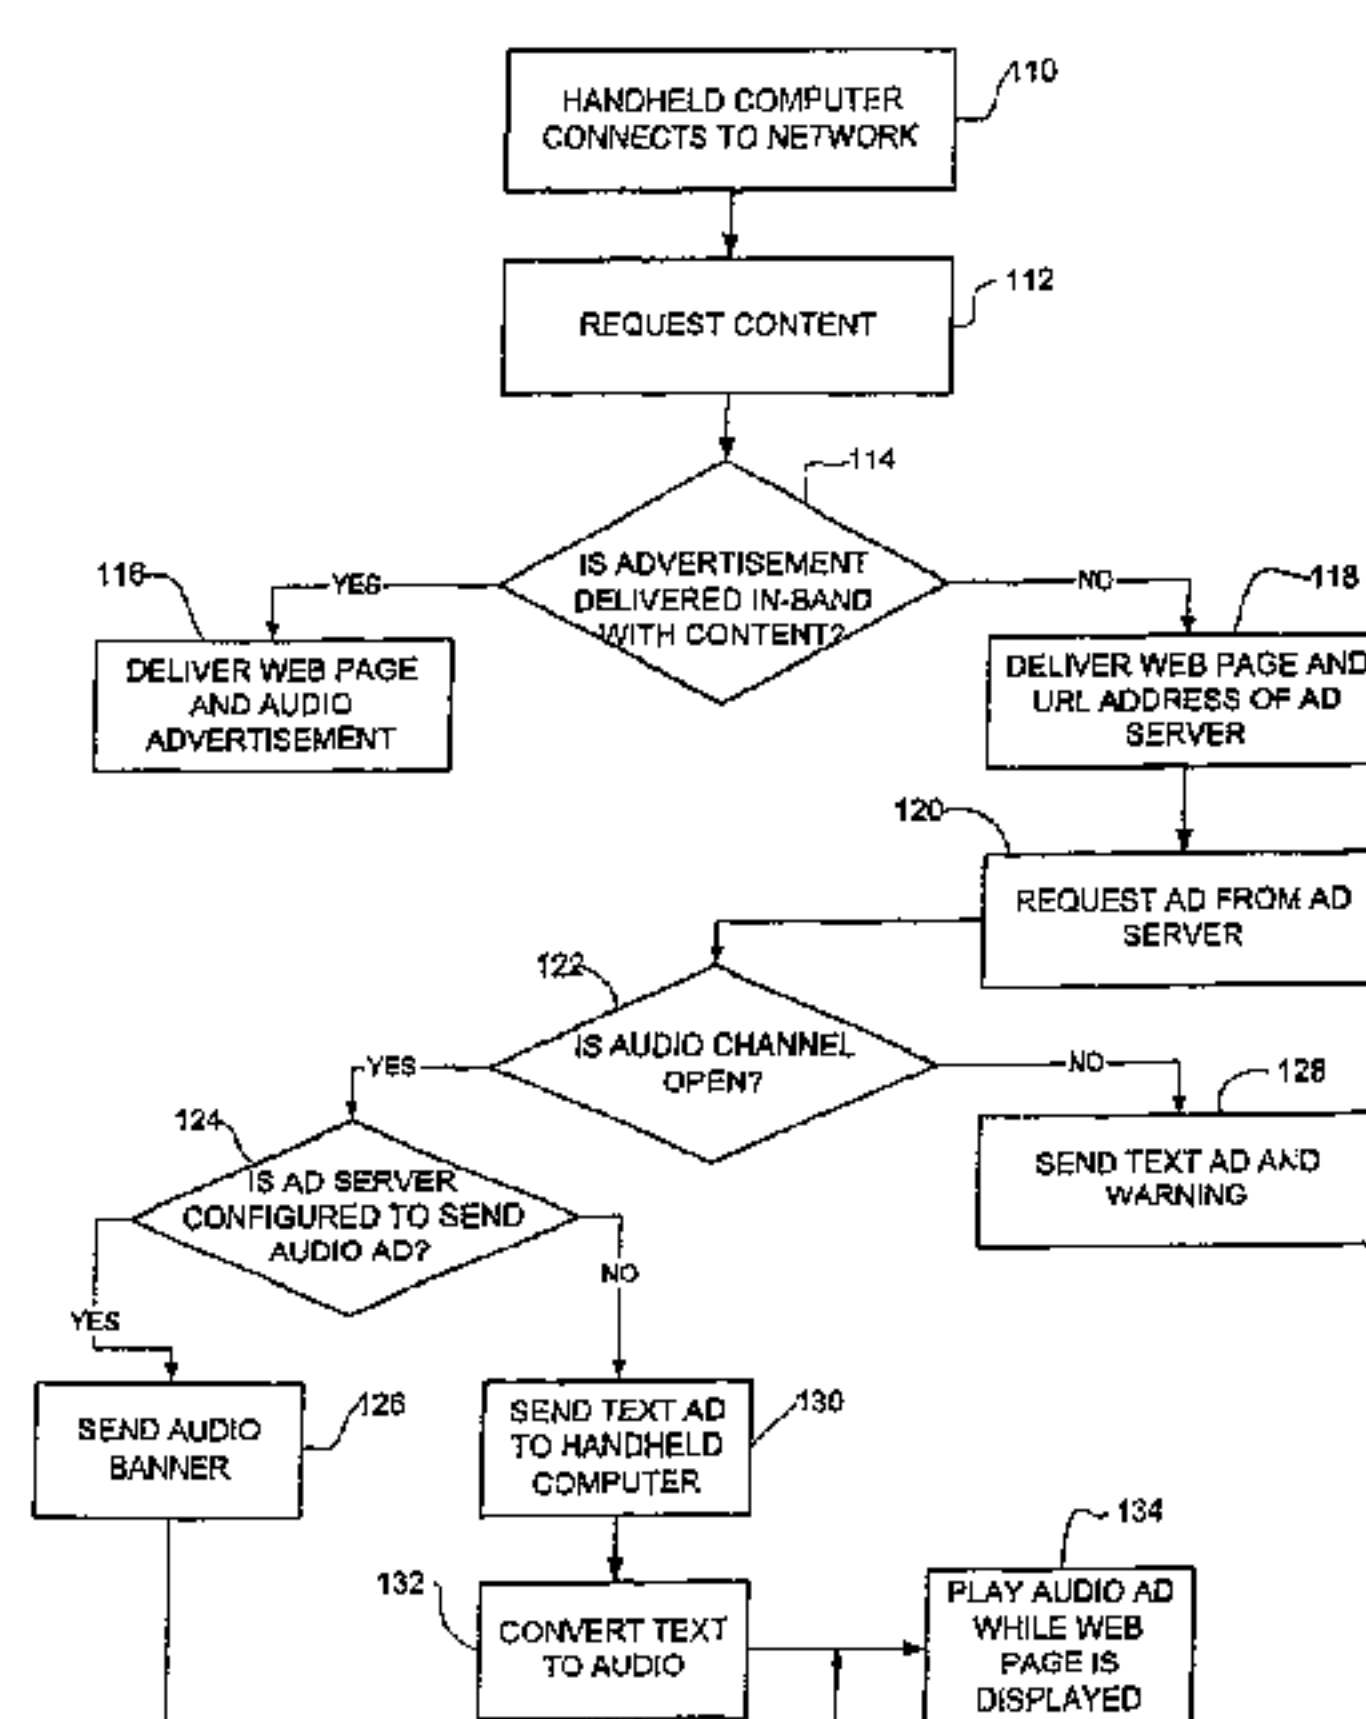 110
HANDHELD COMPUTER
CONNECTS TO NETWORK
112
REQUEST CONTENT
114
IS ADVERTISEMENT
DELIVERED IN-BAND
WITH CONTENT?
YES
NO
116
DELIVER WEB PAGE
AND AUDIO
ADVERTISEMENT
118
DELIVER WEB PAGE AND
URL ADDRESS OF AD
SERVER
120
REQUEST AD FROM AD
SERVER
122
IS AUDIO CHANNEL
OPEN?
YES
NO
124
IS AD SERVER
CONFIGURED TO SEND
AUDIO AD?
128
SEND TEXT AD AND
WARNING
YES
NO
126
SEND AUDIO
BANNER
130
SEND TEXT AD
TO HANDHELD
COMPUTER
132
CONVERT TEXT
TO AUDIO
134
PLAY AUDIO AD
WHILE WEB
PAGE IS
DISPLAYED